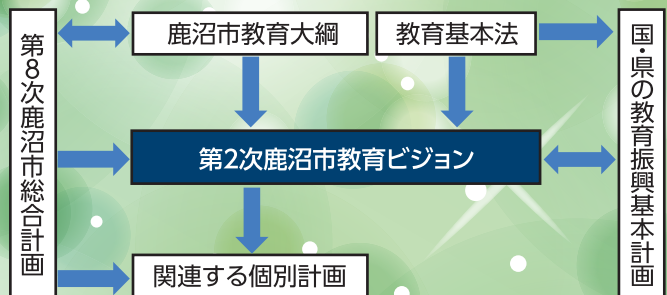 第8次鹿沼市総合計画
鹿沼市教育大綱
教育基本法
国・県の教育振興基本計画
第2次鹿沼市教育ビジョン
関連する個別計画